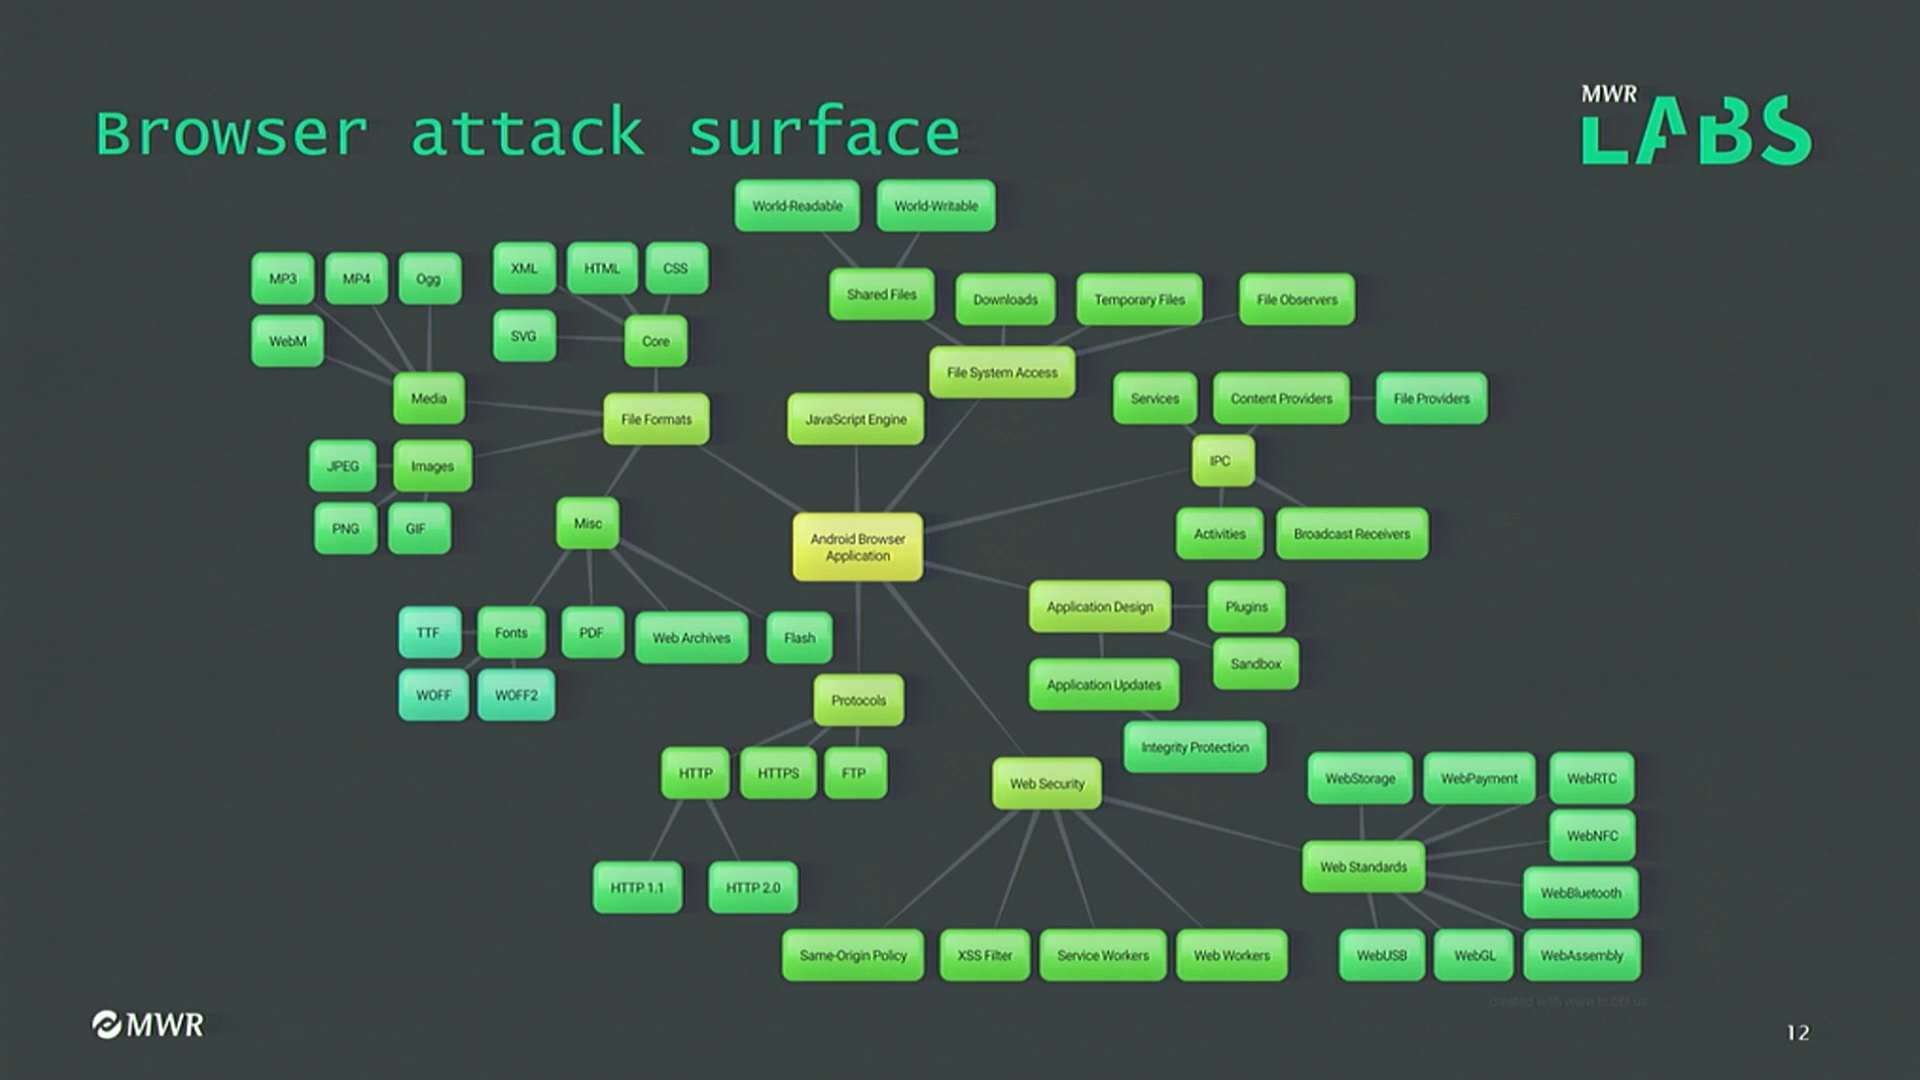 MWR
LABS
Browser attack surface
World-Readable
World-Writable
MP3
MP4
Ogg
XML
HTML
CSS
Shared Files
Downloads
Temporary Files
File Observers
WebM
SVG
Core
File System Access
Media
File Formats
JavaScript Engine
Services
Content Providers
File Providers
JPEG
Images
IPC
PNG
GIF
Misc
Android Browser
Application
Activities
Broadcast Receivers
Application Design
Plugins
TTF
Fonts
PDF
Web Archives
Flash
Sandbox
WOFF
WOFF2
Protocols
Application Updates
Integrity Protection
HTTP
HTTPS
FTP
Web Security
WebStorage
WebPayment
WebRTC
WebNFC
Web Standards
WebBluetooth
HTTP 1.1
HTTP 2.0
Same-Origin Policy
XSS Filter
Service Workers
Web Workers
WebUSB
WebGL
WebAssembly
created with www.bubbl.us
MWR
12